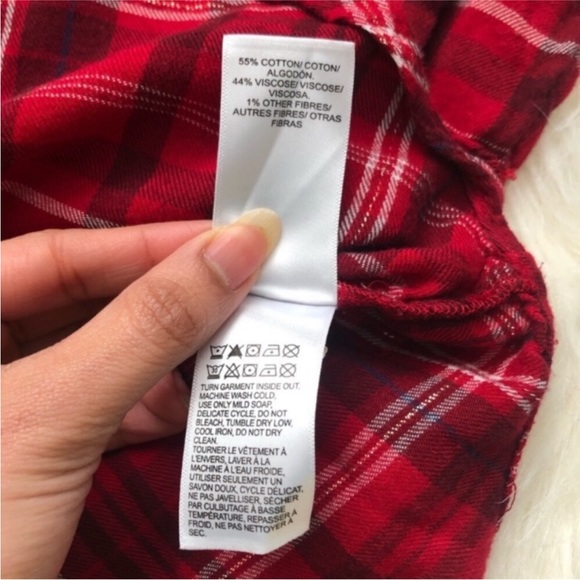 55% COTTON/ COTON/
ALGODÓN.
44% VISCOSE/ VISCOSE/
VISCOSA.
1% OTHER FIBRES/
AUTRES FIBRES/ OTRAS
FIBRAS
TURN GARMENT INSIDE OUT.
MACHINE WASH COLD,
USE ONLY MILD SOAP,
DELICATE CYCLE, DO NOT
BLEACH, TUMBLE DRY LOW,
COOL IRON, DO NOT DRY
CLEAN.
TOURNER LE VÊTEMENT À
L'ENVERS, LAVER À LA
MACHINE À L'EAU FROIDE,
UTILISER SEULEMENT UN
SAVON DOUX, CYCLE DÉLICAT,
NE PAS JAVELLISER, SÉCHER
PAR CULBUTAGE À BASSE
TEMPÉRATURE, REPASSER À
FROID, NE PAS NETTOYER À
SEC.